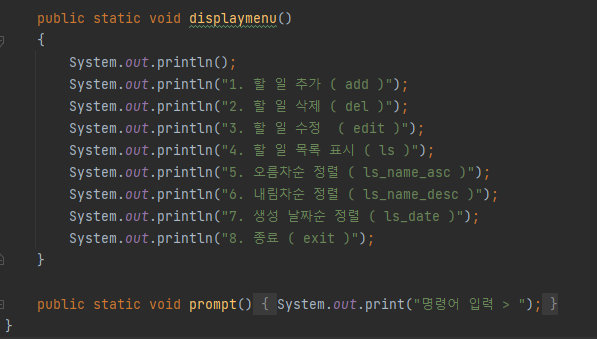 public static void displaymenu()
{
System.out.println();
System.out.println("1. 할 일 추가 ( add )");
System.out.println("2. 할 일 삭제 ( del )");
System.out.println("3. 할 일 수정  ( edit )");
System.out.println("4. 할 일 목록 표시 ( ls )");
System.out.println("5. 오름차순 정렬 ( ls_name_asc )");
System.out.println("6. 내림차순 정렬 ( ls_name_desc )");
System.out.println("7. 생성 날짜순 정렬 ( ls_date )");
System.out.println("8. 종료 ( exit )");
}
public static void prompt() { System.out.print("명령어 입력 > "); }
}